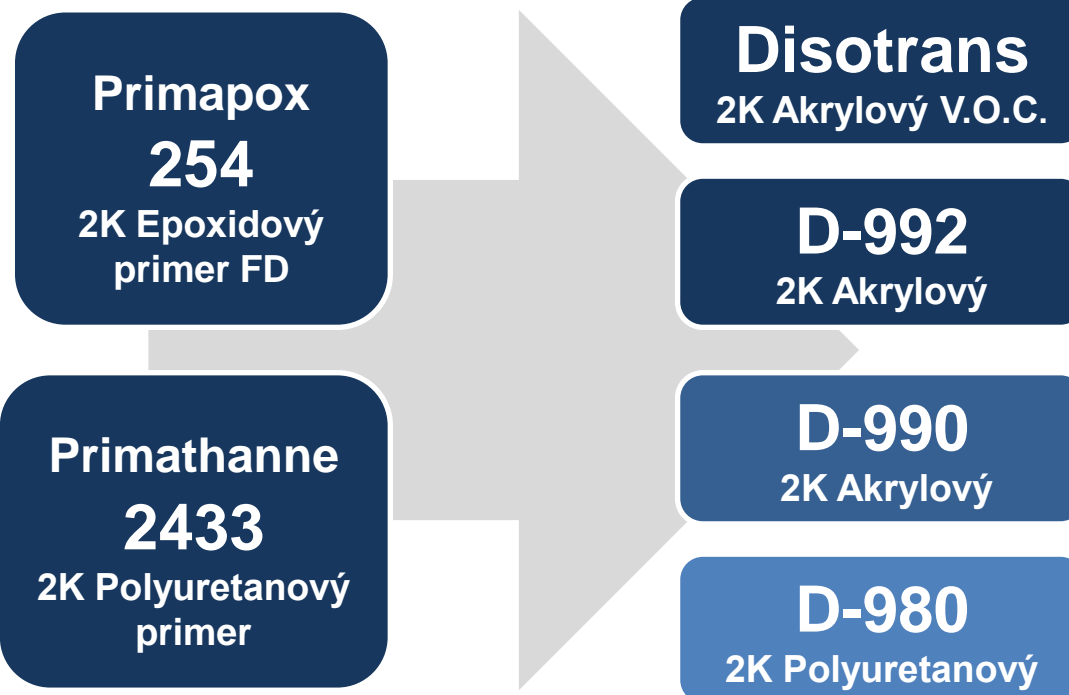 Primapox
254
2K Epoxidový
primer FD
Primathanne
2433
2K Polyuretanový
primer
Disotrans
2K Akrylový V.O.C.
D-992
2K Akrylový
D-990
2K Akrylový
D-980
2K Polyuretanový